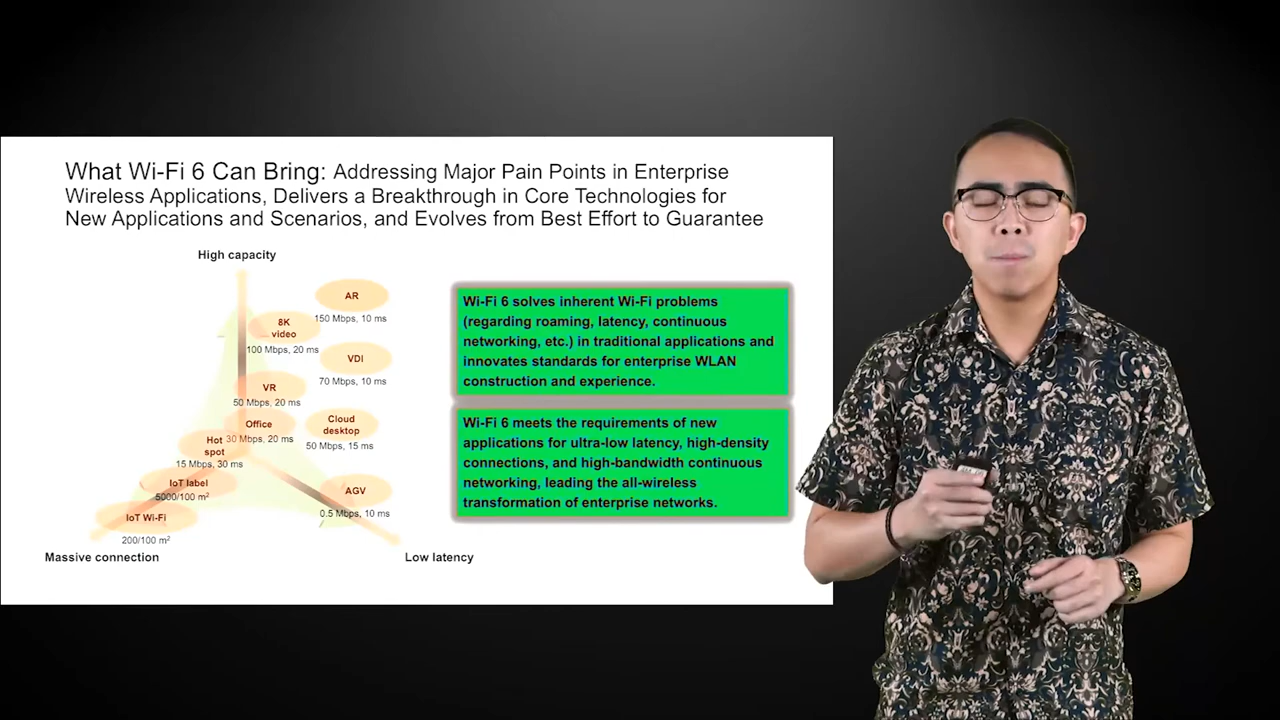 What Wi-Fi 6 Can Bring: Addressing Major Pain Points in Enterprise
Wireless Applications, Delivers a Breakthrough in Core Technologies for
New Applications and Scenarios, and Evolves from Best Effort to Guarantee
High capacity
AR
150 Mbps, 10 ms
8K
video
100 Mbps, 20 ms
VDI
70 Mbps, 10 ms
VR
50 Mbps, 20 ms
Office
30 Mbps, 20 ms
Cloud
desktop
50 Mbps, 15 ms
Hot
spot
15 Mbps, 30 ms
IoT label
5000/100 m²
AGV
0.5 Mbps, 10 ms
IoT Wi-Fi
200/100 m²
Massive connection
Low latency
Wi-Fi 6 solves inherent Wi-Fi problems
(regarding roaming, latency, continuous
networking, etc.) in traditional applications and
innovates standards for enterprise WLAN
construction and experience.
Wi-Fi 6 meets the requirements of new
applications for ultra-low latency, high-density
connections, and high-bandwidth continuous
networking, leading the all-wireless
transformation of enterprise networks.